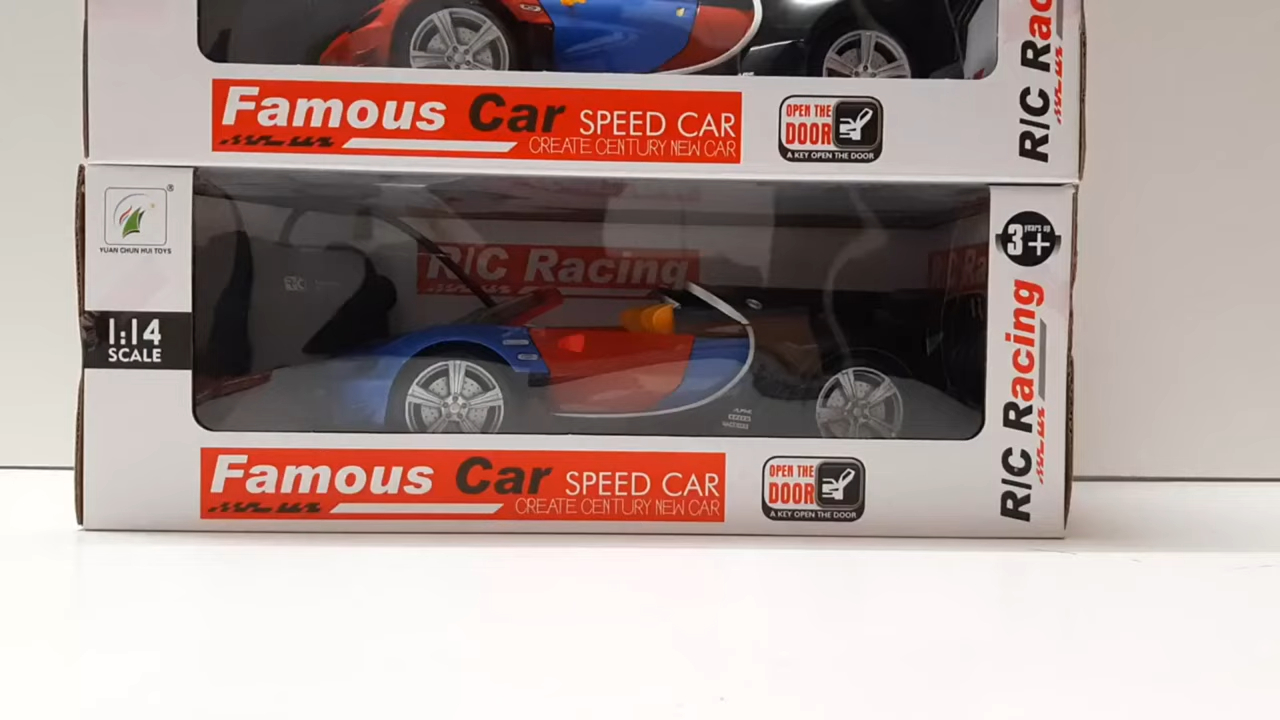 R/C Ra
Famous Car SPEED CAR
CREATE CENTURY NEW CAR
OPEN THE
DOOR
A KEY OPEN THE DOOR
®
YUAN CHUN HUI TOYS
1:14
SCALE
R/C Racing
3+ years up
R/C Racing
Famous Car SPEED CAR
CREATE CENTURY NEW CAR
OPEN THE
DOOR
A KEY OPEN THE DOOR